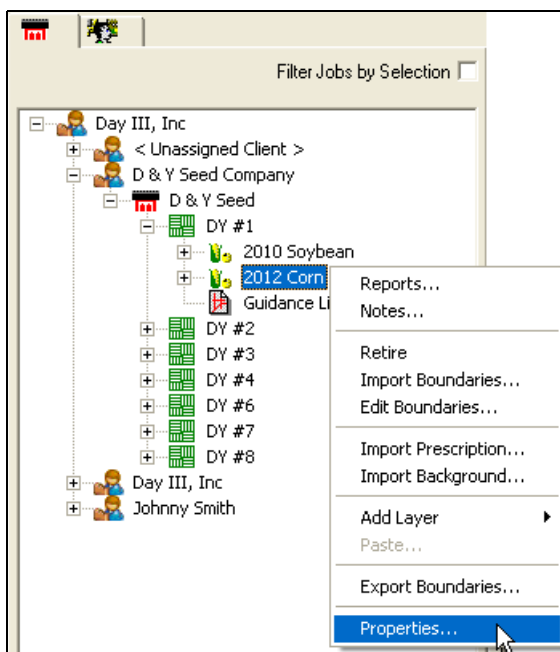 Filter Jobs by Selection
Day III, Inc
< Unassigned Client >
D & Y Seed Company
D & Y Seed
DY #1
2010 Soybean
2012 Corn
Guidance Li
DY #2
DY #3
DY #4
DY #6
DY #7
DY #8
Day III, Inc
Johnny Smith
Reports...
Notes...
Retire
Import Boundaries...
Edit Boundaries...
Import Prescription...
Import Background...
Add Layer
Paste...
Export Boundaries...
Properties...